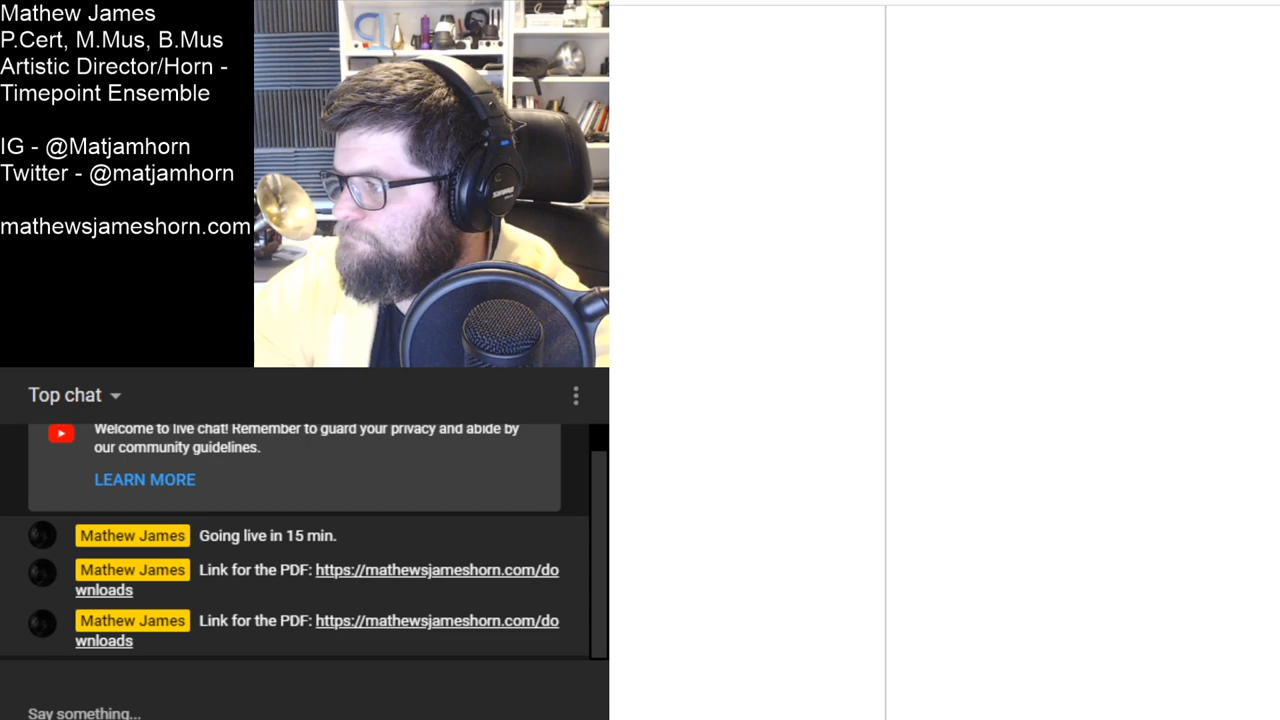 Mathew James
P.Cert, M.Mus, B.Mus
Artistic Director/Horn -
Timepoint Ensemble
IG - @Matjamhorn
Twitter - @matjamhorn
mathewsjameshorn.com
SHURE
Top chat
Welcome to live chat! Remember to guard your privacy and abide by
our community guidelines.
LEARN MORE
Mathew James Going live in 15 min.
Mathew James Link for the PDF: https://mathewsjameshorn.com/do
wnloads
Mathew James Link for the PDF: https://mathewsjameshorn.com/do
wnloads
Say something...